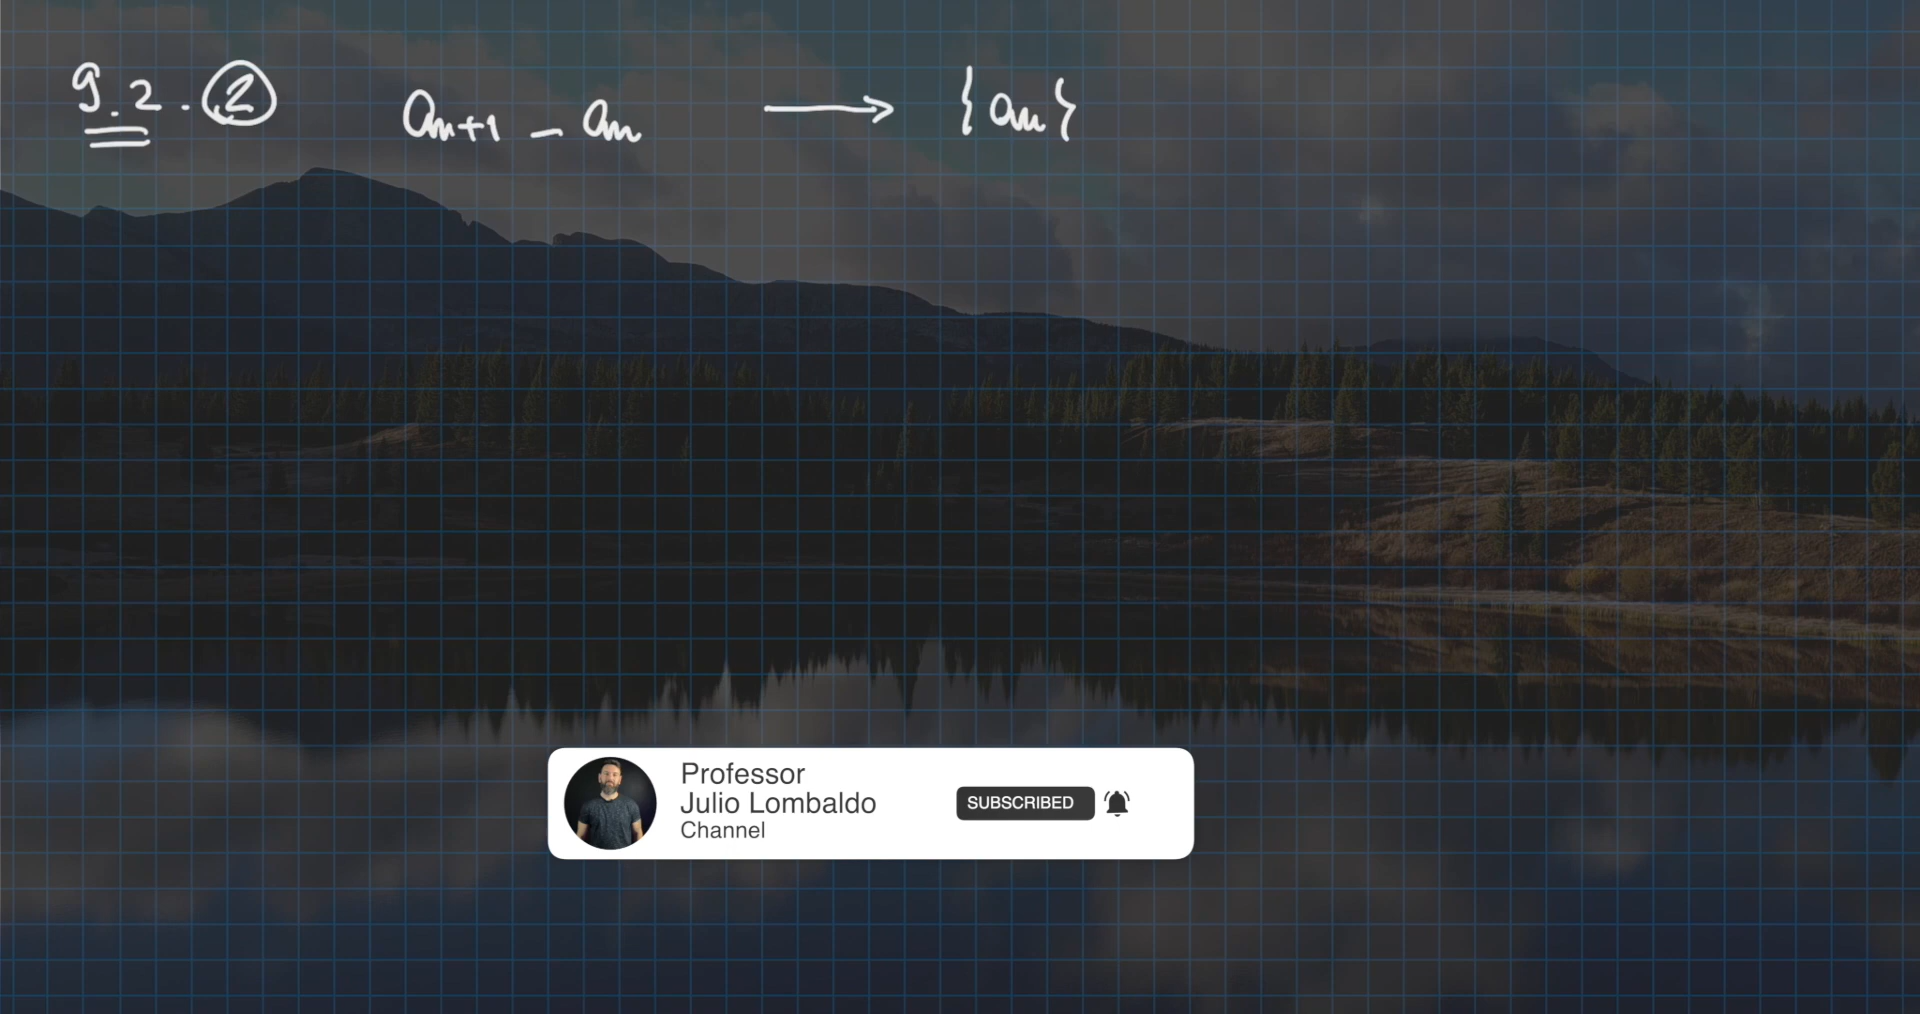 9.2.② aₙ₊₁ - aₙ ⟶ {aₙ}
Professor
Julio Lombaldo
Channel
SUBSCRIBED